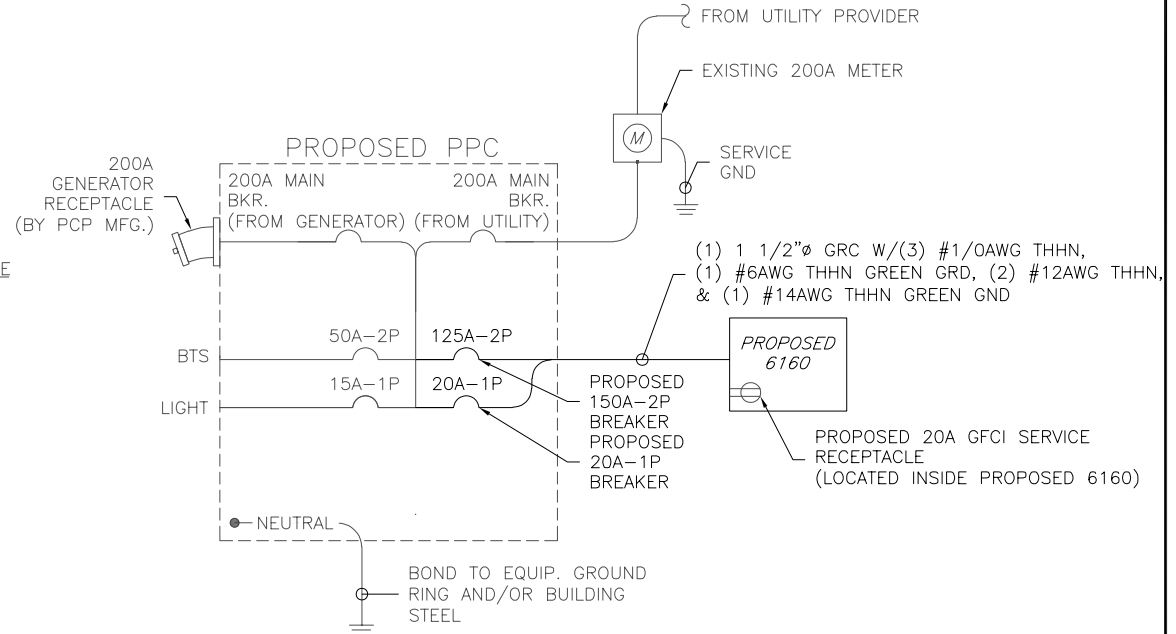 FROM UTILITY PROVIDER
EXISTING 200A METER
M
SERVICE
GND
PROPOSED PPC
200A
GENERATOR
RECEPTACLE
(BY PCP MFG.)
200A MAIN
BKR.
(FROM GENERATOR)
200A MAIN
BKR.
(FROM UTILITY)
E
(1) 1 1/2"ø GRC W/(3) #1/0AWG THHN,
(1) #6AWG THHN GREEN GRD, (2) #12AWG THHN,
& (1) #14AWG THHN GREEN GND
BTS
50A-2P
125A-2P
LIGHT
15A-1P
20A-1P
PROPOSED
150A-2P
BREAKER
PROPOSED
20A-1P
BREAKER
PROPOSED
6160
PROPOSED 20A GFCI SERVICE
RECEPTACLE
(LOCATED INSIDE PROPOSED 6160)
NEUTRAL
BOND TO EQUIP. GROUND
RING AND/OR BUILDING
STEEL